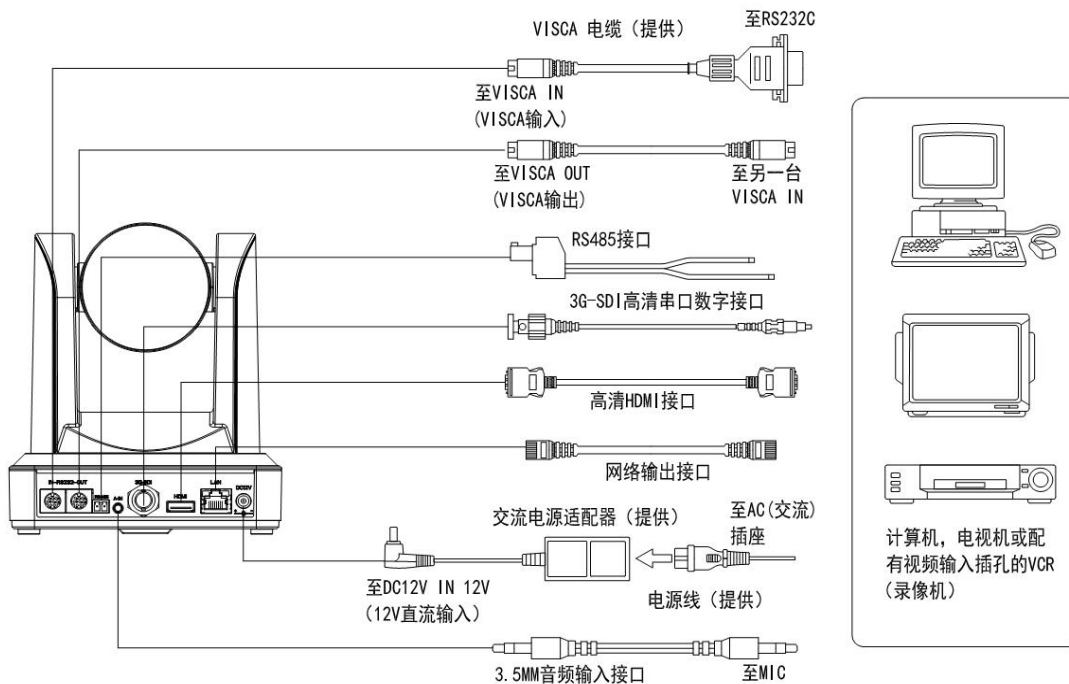 VISCA 电缆（提供）
至RS232C
至VISCA IN
(VISCA输入)
至VISCA OUT
(VISCA输出)
至另一台
VISCA IN
RS485接口
3G-SDI高清串口数字接口
高清HDMI接口
网络输出接口
IN-RS232-OUT
A-IN
3G-SDI
HDMI
LAN
DC12V
交流电源适配器（提供）
至AC(交流)
插座
至DC12V IN 12V
(12V直流输入)
电源线（提供）
3.5MM音频输入接口
至MIC
计算机，电视机或配
有视频输入插孔的VCR
（录像机）